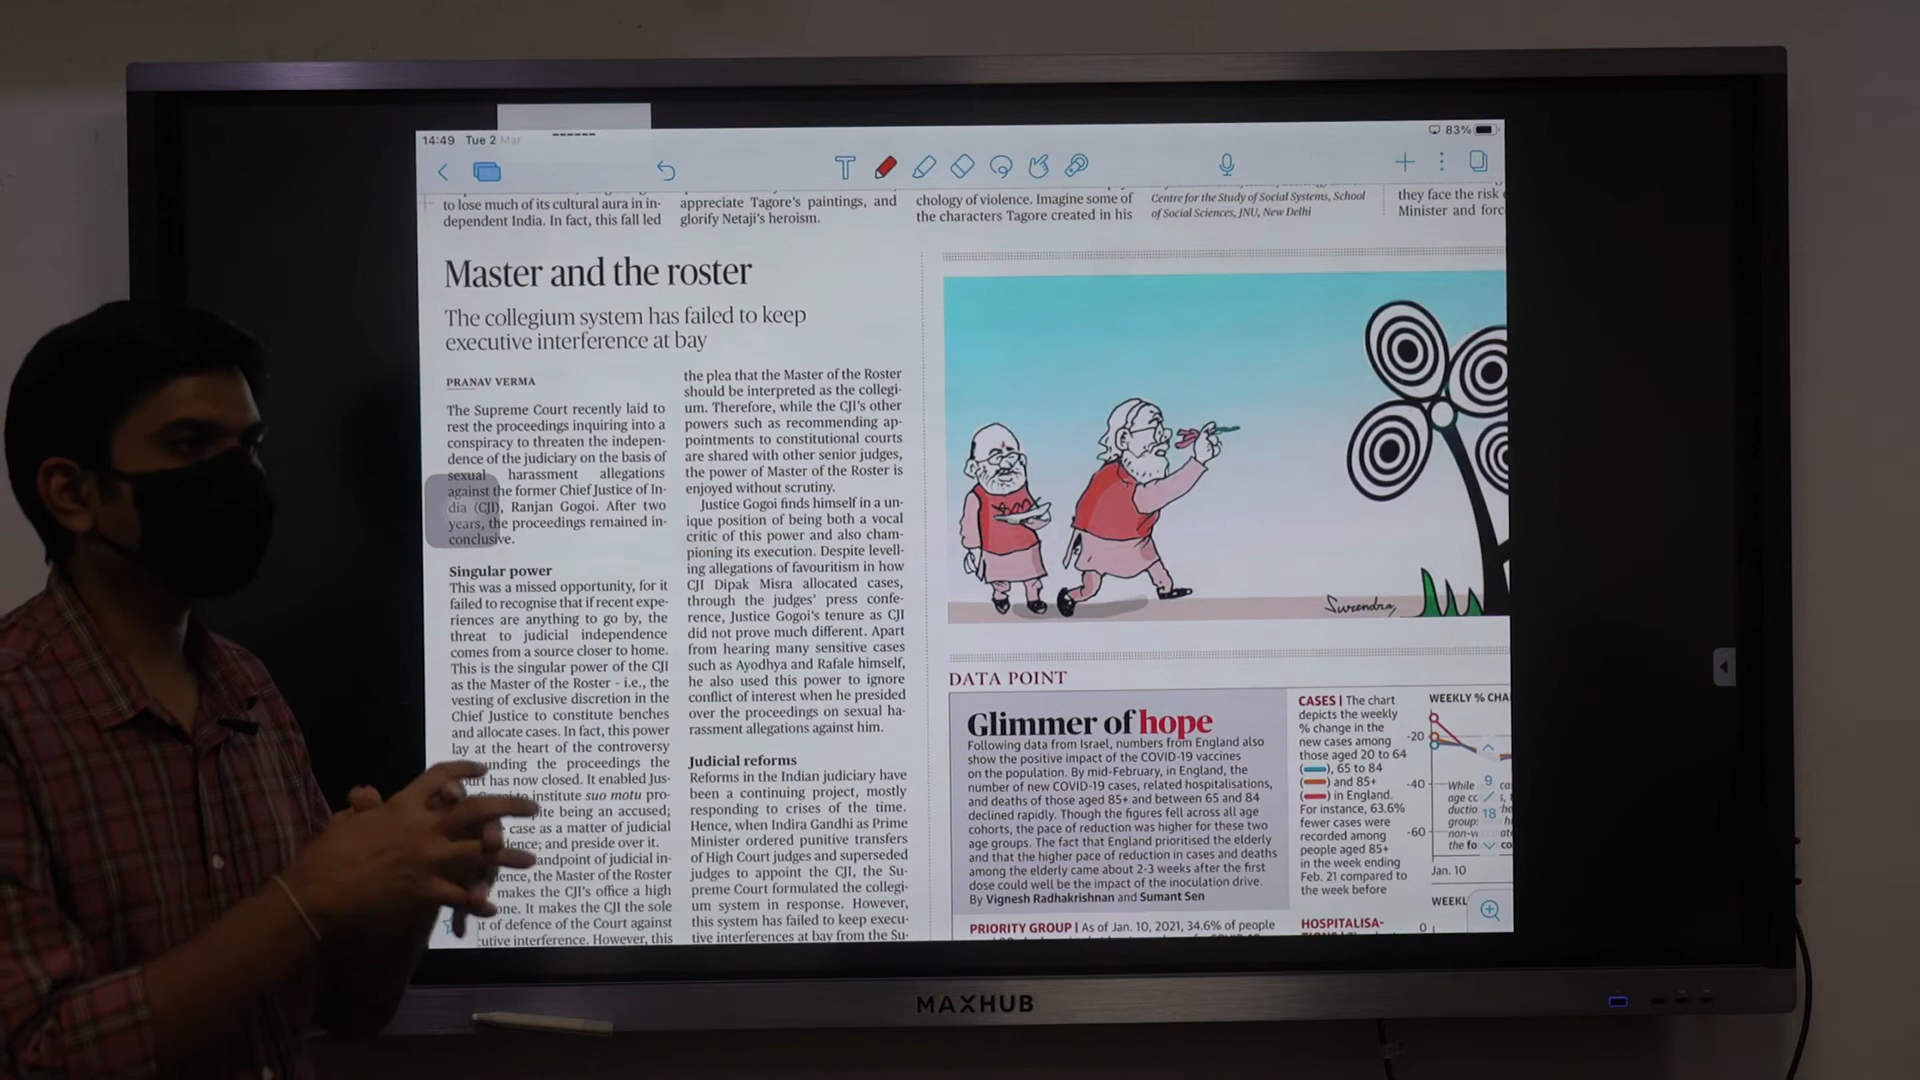 14:49 Tue 2 Mar
83%
to lose much of its cultural aura in in-
dependent India. In fact, this fall led
appreciate Tagore's paintings, and
glorify Netaji's heroism.
chology of violence. Imagine some of
the characters Tagore created in his
Centre for the Study of Social Systems, School
of Social Sciences, JNU, New Delhi
they face the risk
Minister and forc
Master and the roster
The collegium system has failed to keep
executive interference at bay
PRANAV VERMA
The Supreme Court recently laid to
rest the proceedings inquiring into a
conspiracy to threaten the indepen-
dence of the judiciary on the basis of
sexual harassment allegations
against the former Chief Justice of In-
dia (CJI), Ranjan Gogoi. After two
years, the proceedings remained in-
conclusive.
Singular power
This was a missed opportunity, for it
failed to recognise that if recent expe-
riences are anything to go by, the
threat to judicial independence
comes from a source closer to home.
This is the singular power of the CJI
as the Master of the Roster - i.e., the
vesting of exclusive discretion in the
Chief Justice to constitute benches
and allocate cases. In fact, this power
lay at the heart of the controversy
unding the proceedings the
has now closed. It enabled Jus-
institute suo motu pro-
ite being an accused;
case as a matter of judicial
lence; and preside over it.
andpoint of judicial in-
ence, the Master of the Roster
makes the CJI's office a high
one. It makes the CJI the sole
nt of defence of the Court against
cutive interference. However, this
the plea that the Master of the Roster
should be interpreted as the collegi-
um. Therefore, while the CJI's other
powers such as recommending ap-
pointments to constitutional courts
are shared with other senior judges,
the power of Master of the Roster is
enjoyed without scrutiny.
Justice Gogoi finds himself in a un-
ique position of being both a vocal
critic of this power and also cham-
pioning its execution. Despite levell-
ing allegations of favouritism in how
CJI Dipak Misra allocated cases,
through the judges' press confe-
rence, Justice Gogoi's tenure as CJI
did not prove much different. Apart
from hearing many sensitive cases
such as Ayodhya and Rafale himself,
he also used this power to ignore
conflict of interest when he presided
over the proceedings on sexual ha-
rassment allegations against him.
Judicial reforms
Reforms in the Indian judiciary have
been a continuing project, mostly
responding to crises of the time.
Hence, when Indira Gandhi as Prime
Minister ordered punitive transfers
of High Court judges and superseded
judges to appoint the CJI, the Su-
preme Court formulated the collegi-
um system in response. However,
this system has failed to keep execu-
tive interferences at bay from the Su-
Surendra
DATA POINT
Glimmer of hope
Following data from Israel, numbers from England also
show the positive impact of the COVID-19 vaccines
on the population. By mid-February, in England, the
number of new COVID-19 cases, related hospitalisations,
and deaths of those aged 85+ and between 65 and 84
declined rapidly. Though the figures fell across all age
cohorts, the pace of reduction was higher for these two
age groups. The fact that England prioritised the elderly
and that the higher pace of reduction in cases and deaths
among the elderly came about 2-3 weeks after the first
dose could well be the impact of the inoculation drive.
By Vignesh Radhakrishnan and Sumant Sen
PRIORITY GROUP | As of Jan. 10, 2021, 34.6% of people
CASES | The chart
depicts the weekly
% change in the
new cases among
those aged 20 to 64
( ), 65 to 84
( ) and 85+
( ) in England.
For instance, 63.6%
fewer cases were
recorded among
people aged 85+
in the week ending
Feb. 21 compared to
the week before
HOSPITALISA-
WEEKLY % CHA
-20
-40
-60
While
age
ductio
group
the fo
9
/
18
Jan. 10
WEEKL
0
MAXHUB